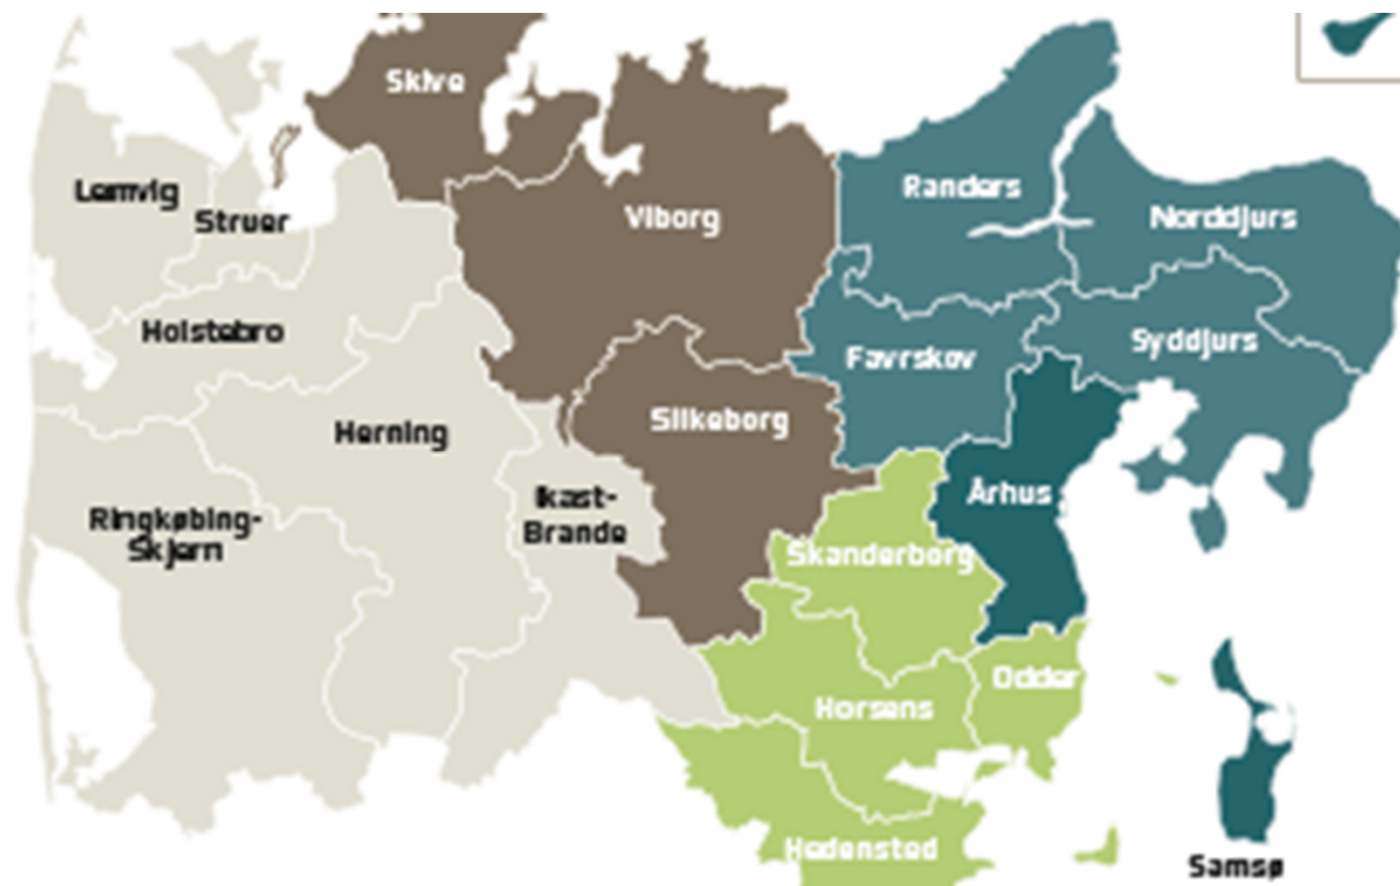 Skive
Lemvig
Struer
Viborg
Randers
Norddjurs
Holstebro
Favrskov
Syddjurs
Herning
Silkeborg
Ikast-
Brande
Århus
Ringkøbing-
Skjern
Skanderborg
Horsens
Odder
Hedensted
Samsø